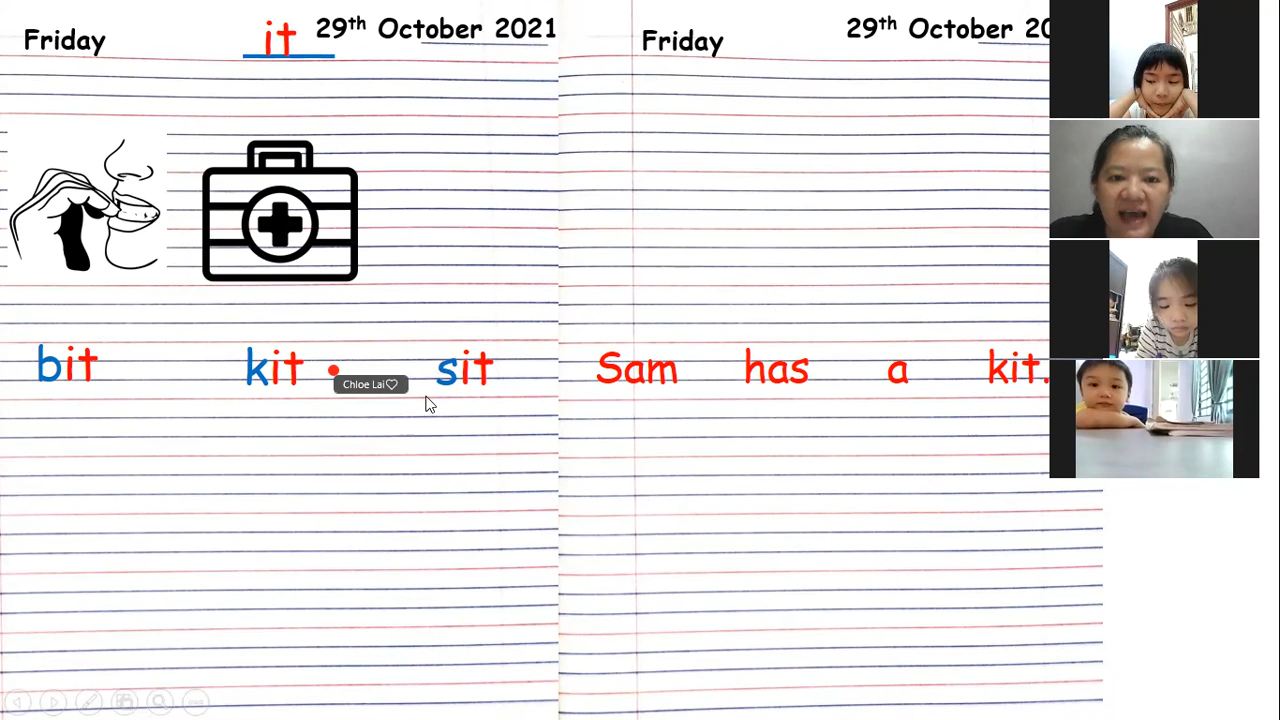 Friday it 29th October 2021
bit kit sit
Chloe Lai♡
Friday 29th October 20
Sam has a kit.